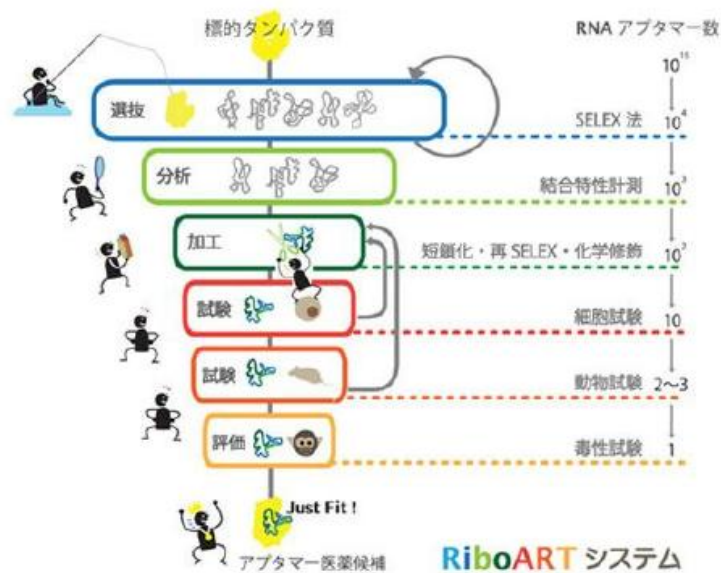 標的タンパク質
RNA アプタマー数
10¹⁵
選抜
SELEX 法
10⁴
分析
結合特性計測
10³
加工
短鎖化・再 SELEX・化学修飾
10²
試験
細胞試験
10
試験
動物試験
2〜3
評価
毒性試験
1
Just Fit !
アプタマー医薬候補
RiboART システム